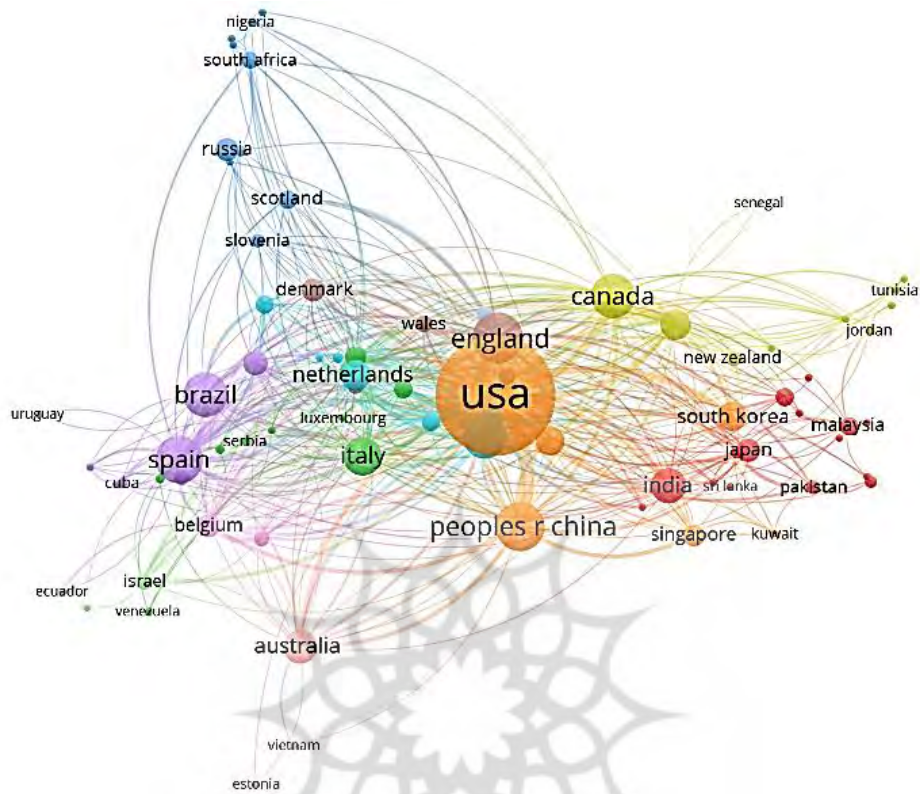 nigeria
south africa
russia
scotland
senegal
slovenia
denmark
canada
tunisia
wales
england
jordan
new zealand
netherlands
usa
brazil
uruguay
luxembourg
south korea
malaysia
serbia
spain
italy
japan
cuba
india
sri lanka
pakistan
belgium
peoples r china
singapore
kuwait
israel
ecuador
venezuela
australia
vietnam
estonia